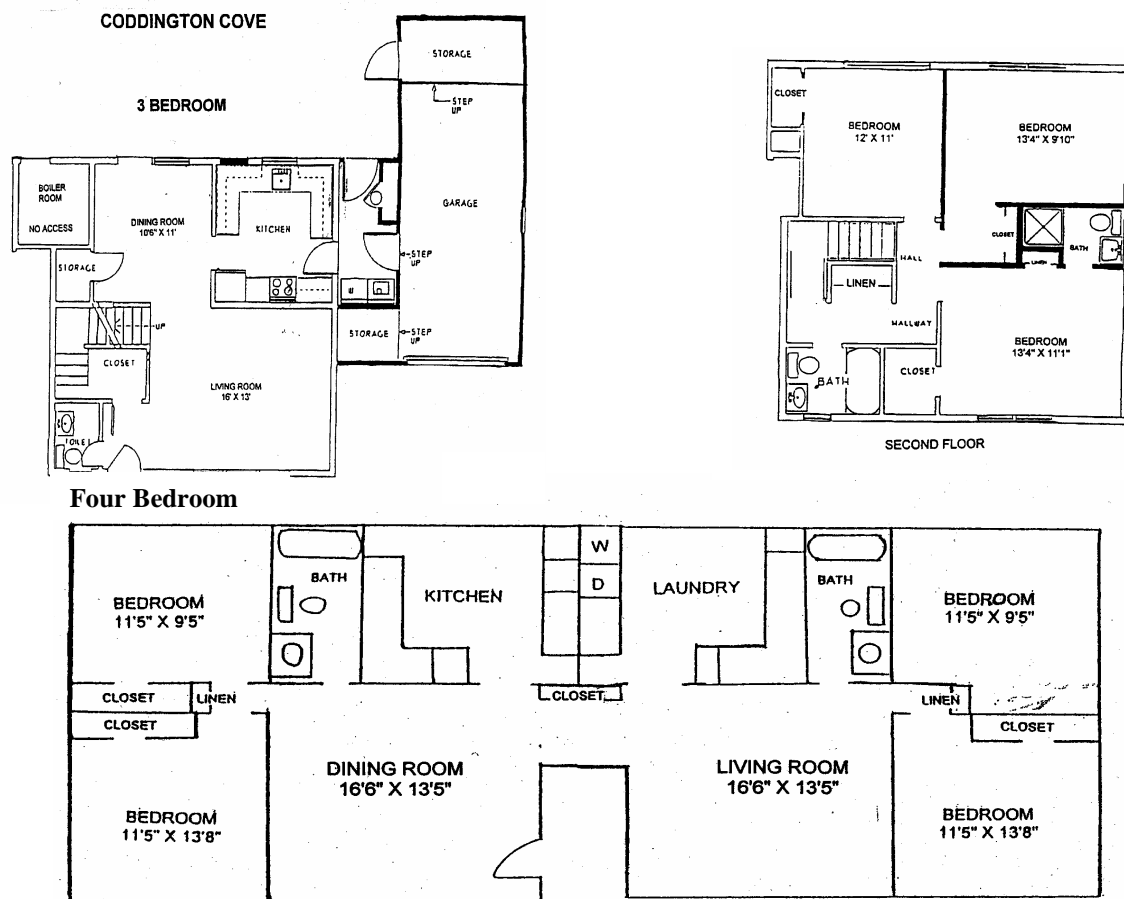 CODDINGTON COVE
3 BEDROOM
STORAGE
STEP
UP
BOILER
ROOM
NO ACCESS
DINING ROOM
10'6" X 11'
KITCHEN
GARAGE
STORAGE
STEP
UP
W
UP
STORAGE
STEP
UP
CLOSET
LIVING ROOM
16' X 13'
TOILET
CLOSET
BEDROOM
12' X 11'
BEDROOM
13'4" X 9'10"
CLOSET
BATH
LINEN
HALL
LINEN
HALLWAY
BEDROOM
13'4" X 11'1"
CLOSET
BATH
SECOND FLOOR
Four Bedroom
BEDROOM
11'5" X 9'5"
BATH
KITCHEN
W
D
LAUNDRY
BATH
BEDROOM
11'5" X 9'5"
CLOSET
LINEN
CLOSET
LINEN
CLOSET
CLOSET
DINING ROOM
16'6" X 13'5"
LIVING ROOM
16'6" X 13'5"
BEDROOM
11'5" X 13'8"
BEDROOM
11'5" X 13'8"